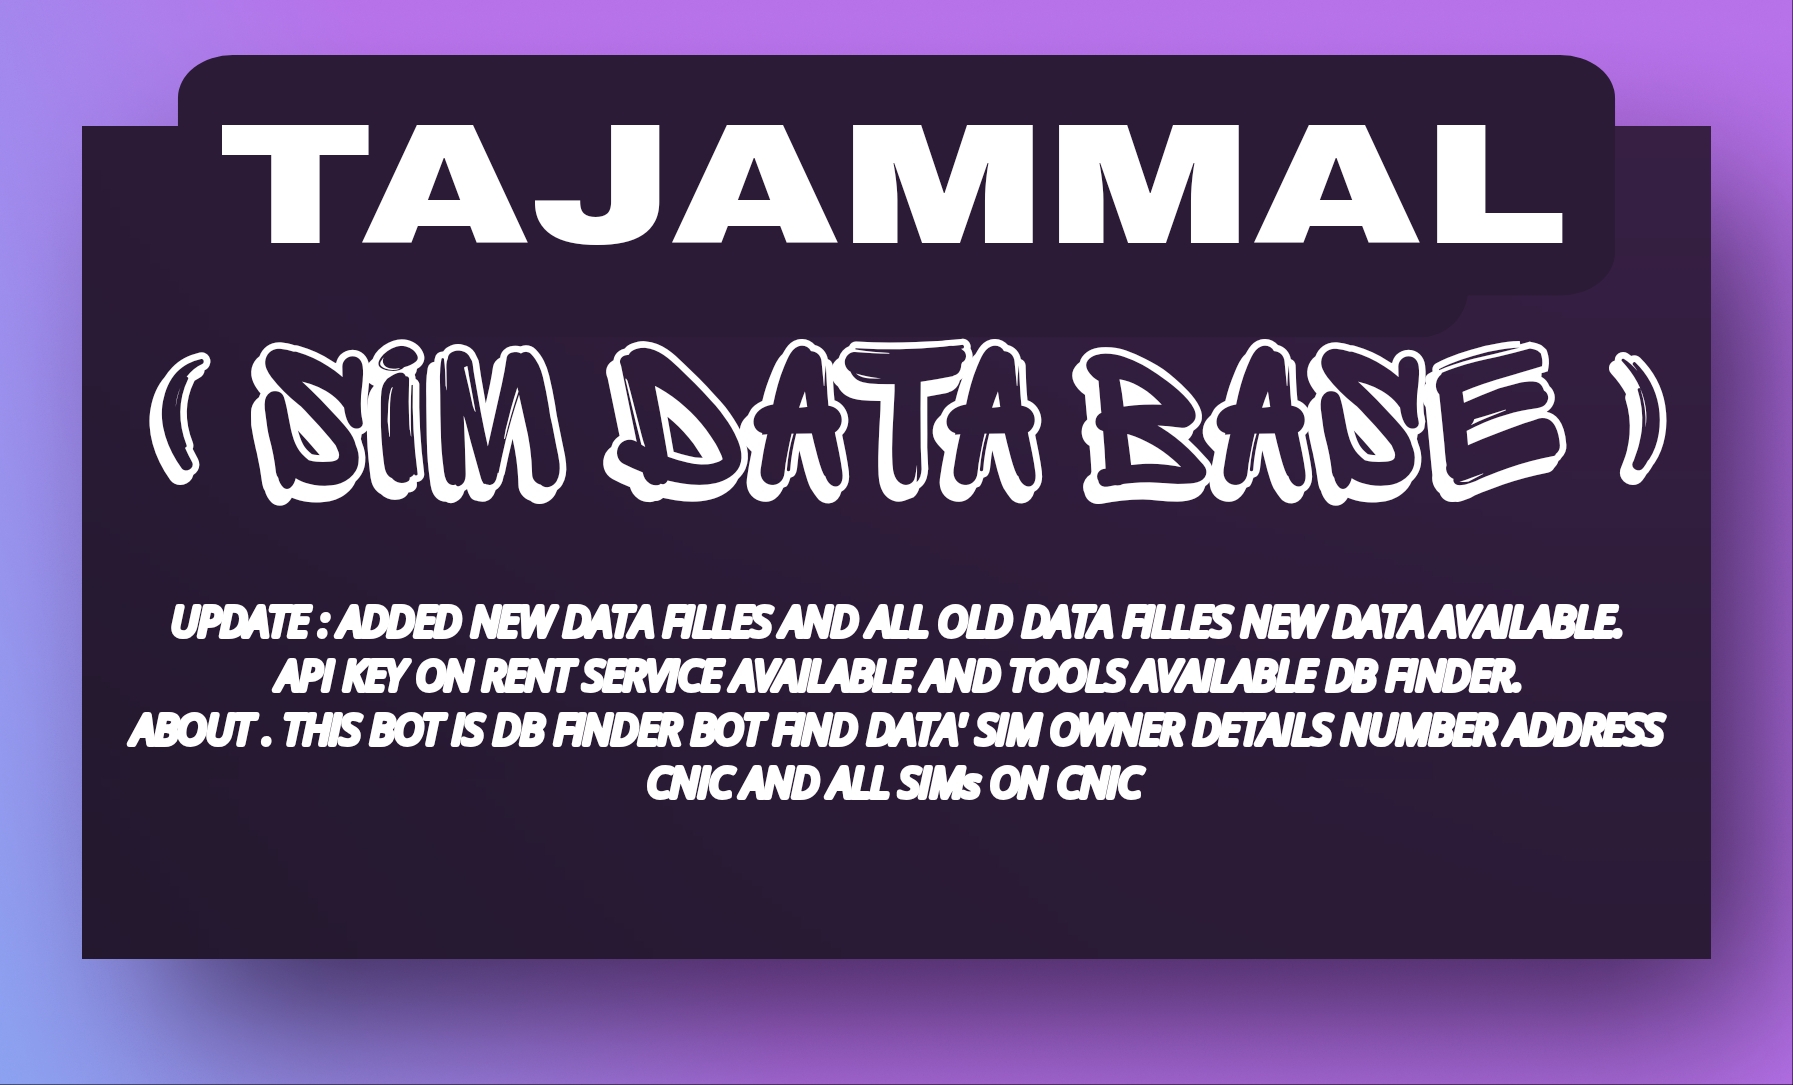 TAJAMMAL
( SiM DATA BASE )
UPDATE : ADDED NEW DATA FILLES AND ALL OLD DATA FILLES NEW DATA AVAILABLE.
API KEY ON RENT SERVICE AVAILABLE AND TOOLS AVAILABLE DB FINDER.
ABOUT . THIS BOT IS DB FINDER BOT FIND DATA' SIM OWNER DETAILS NUMBER ADDRESS
CNIC AND ALL SIMs ON CNIC